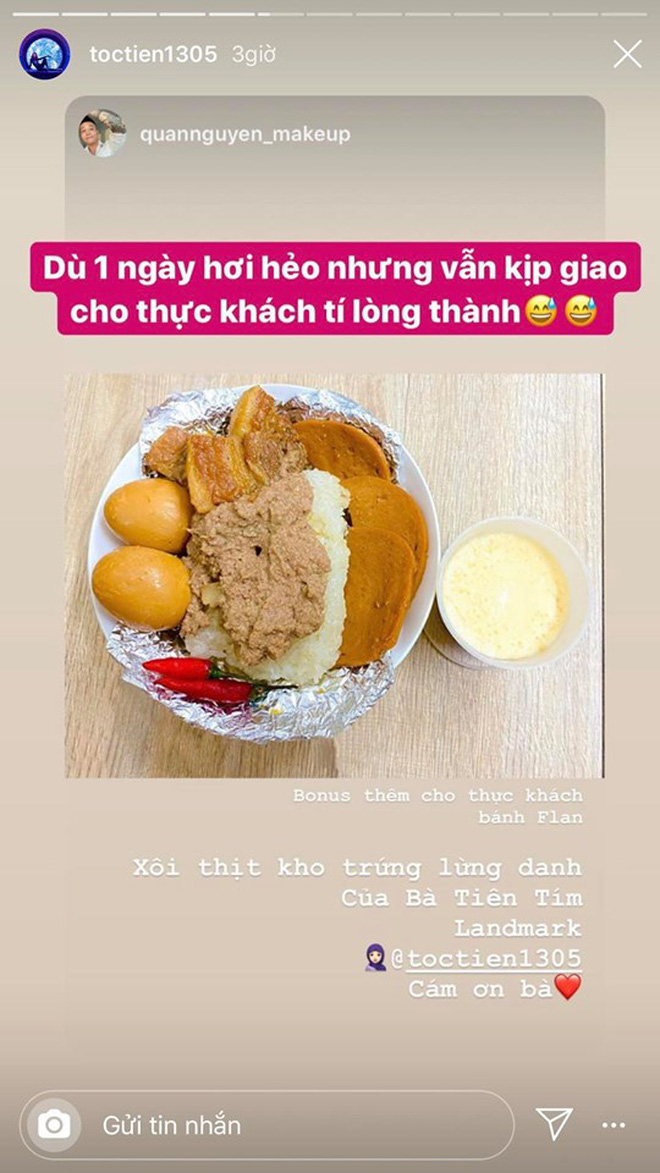 toctien1305 3giờ
quannguyen_makeup
Dù 1 ngày hơi hẻo nhưng vẫn kịp giao
cho thực khách tí lòng thành😅😅
Bonus thêm cho thực khách
bánh Flan
Xôi thịt kho trứng lừng danh
Của Bà Tiên Tím
Landmark
🧕🏻@toctien1305
Cám ơn bà❤️
Gửi tin nhắn